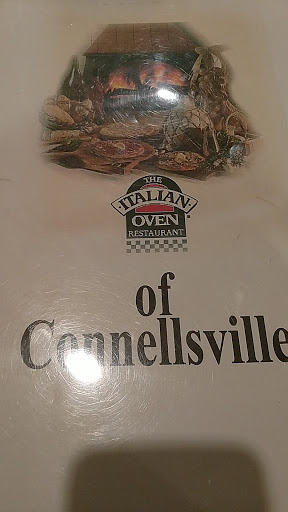 THE
ITALIAN
OVEN
RESTAURANT
of
Connellsville